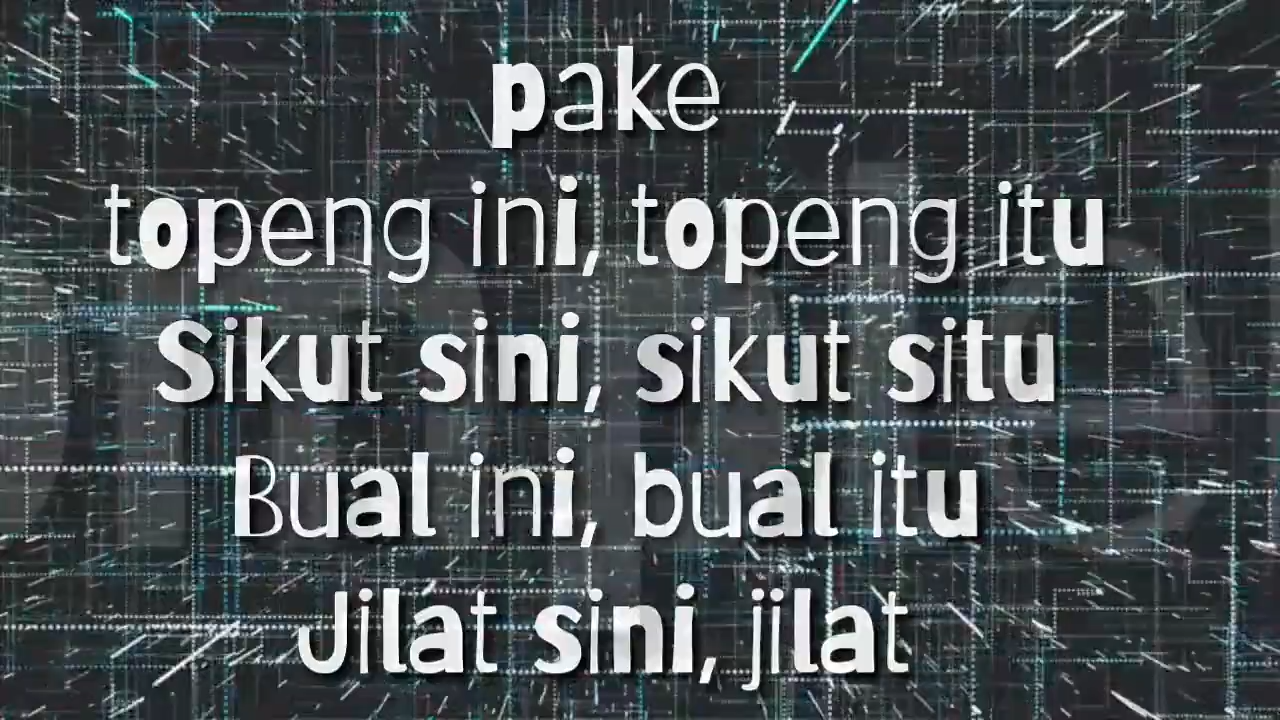 pake
topeng ini, topeng itu
Sikut sini, sikut situ
Bual ini, bual itu
Jilat sini, jilat